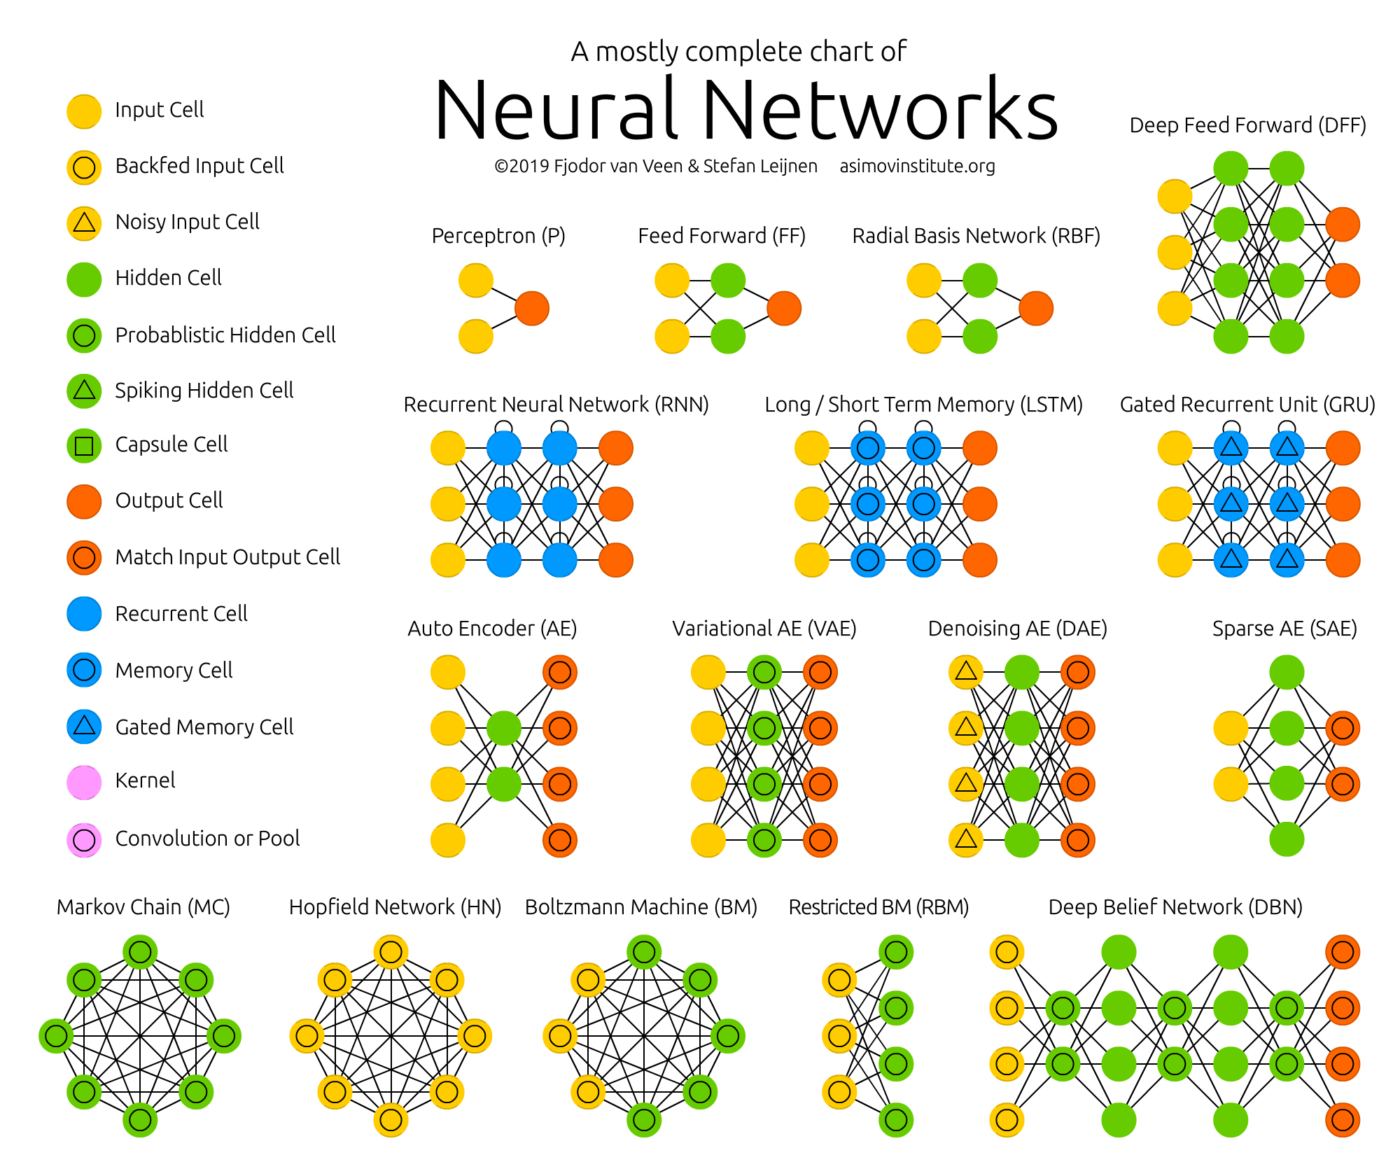 A mostly complete chart of
Neural Networks
©2019 Fjodor van Veen & Stefan Leijnen asimovinstitute.org
Input Cell
Backfed Input Cell
Noisy Input Cell
Hidden Cell
Probablistic Hidden Cell
Spiking Hidden Cell
Capsule Cell
Output Cell
Match Input Output Cell
Recurrent Cell
Memory Cell
Gated Memory Cell
Kernel
Convolution or Pool
Deep Feed Forward (DFF)
Perceptron (P)
Feed Forward (FF)
Radial Basis Network (RBF)
Recurrent Neural Network (RNN)
Long / Short Term Memory (LSTM)
Gated Recurrent Unit (GRU)
Auto Encoder (AE)
Variational AE (VAE)
Denoising AE (DAE)
Sparse AE (SAE)
Markov Chain (MC)
Hopfield Network (HN)
Boltzmann Machine (BM)
Restricted BM (RBM)
Deep Belief Network (DBN)